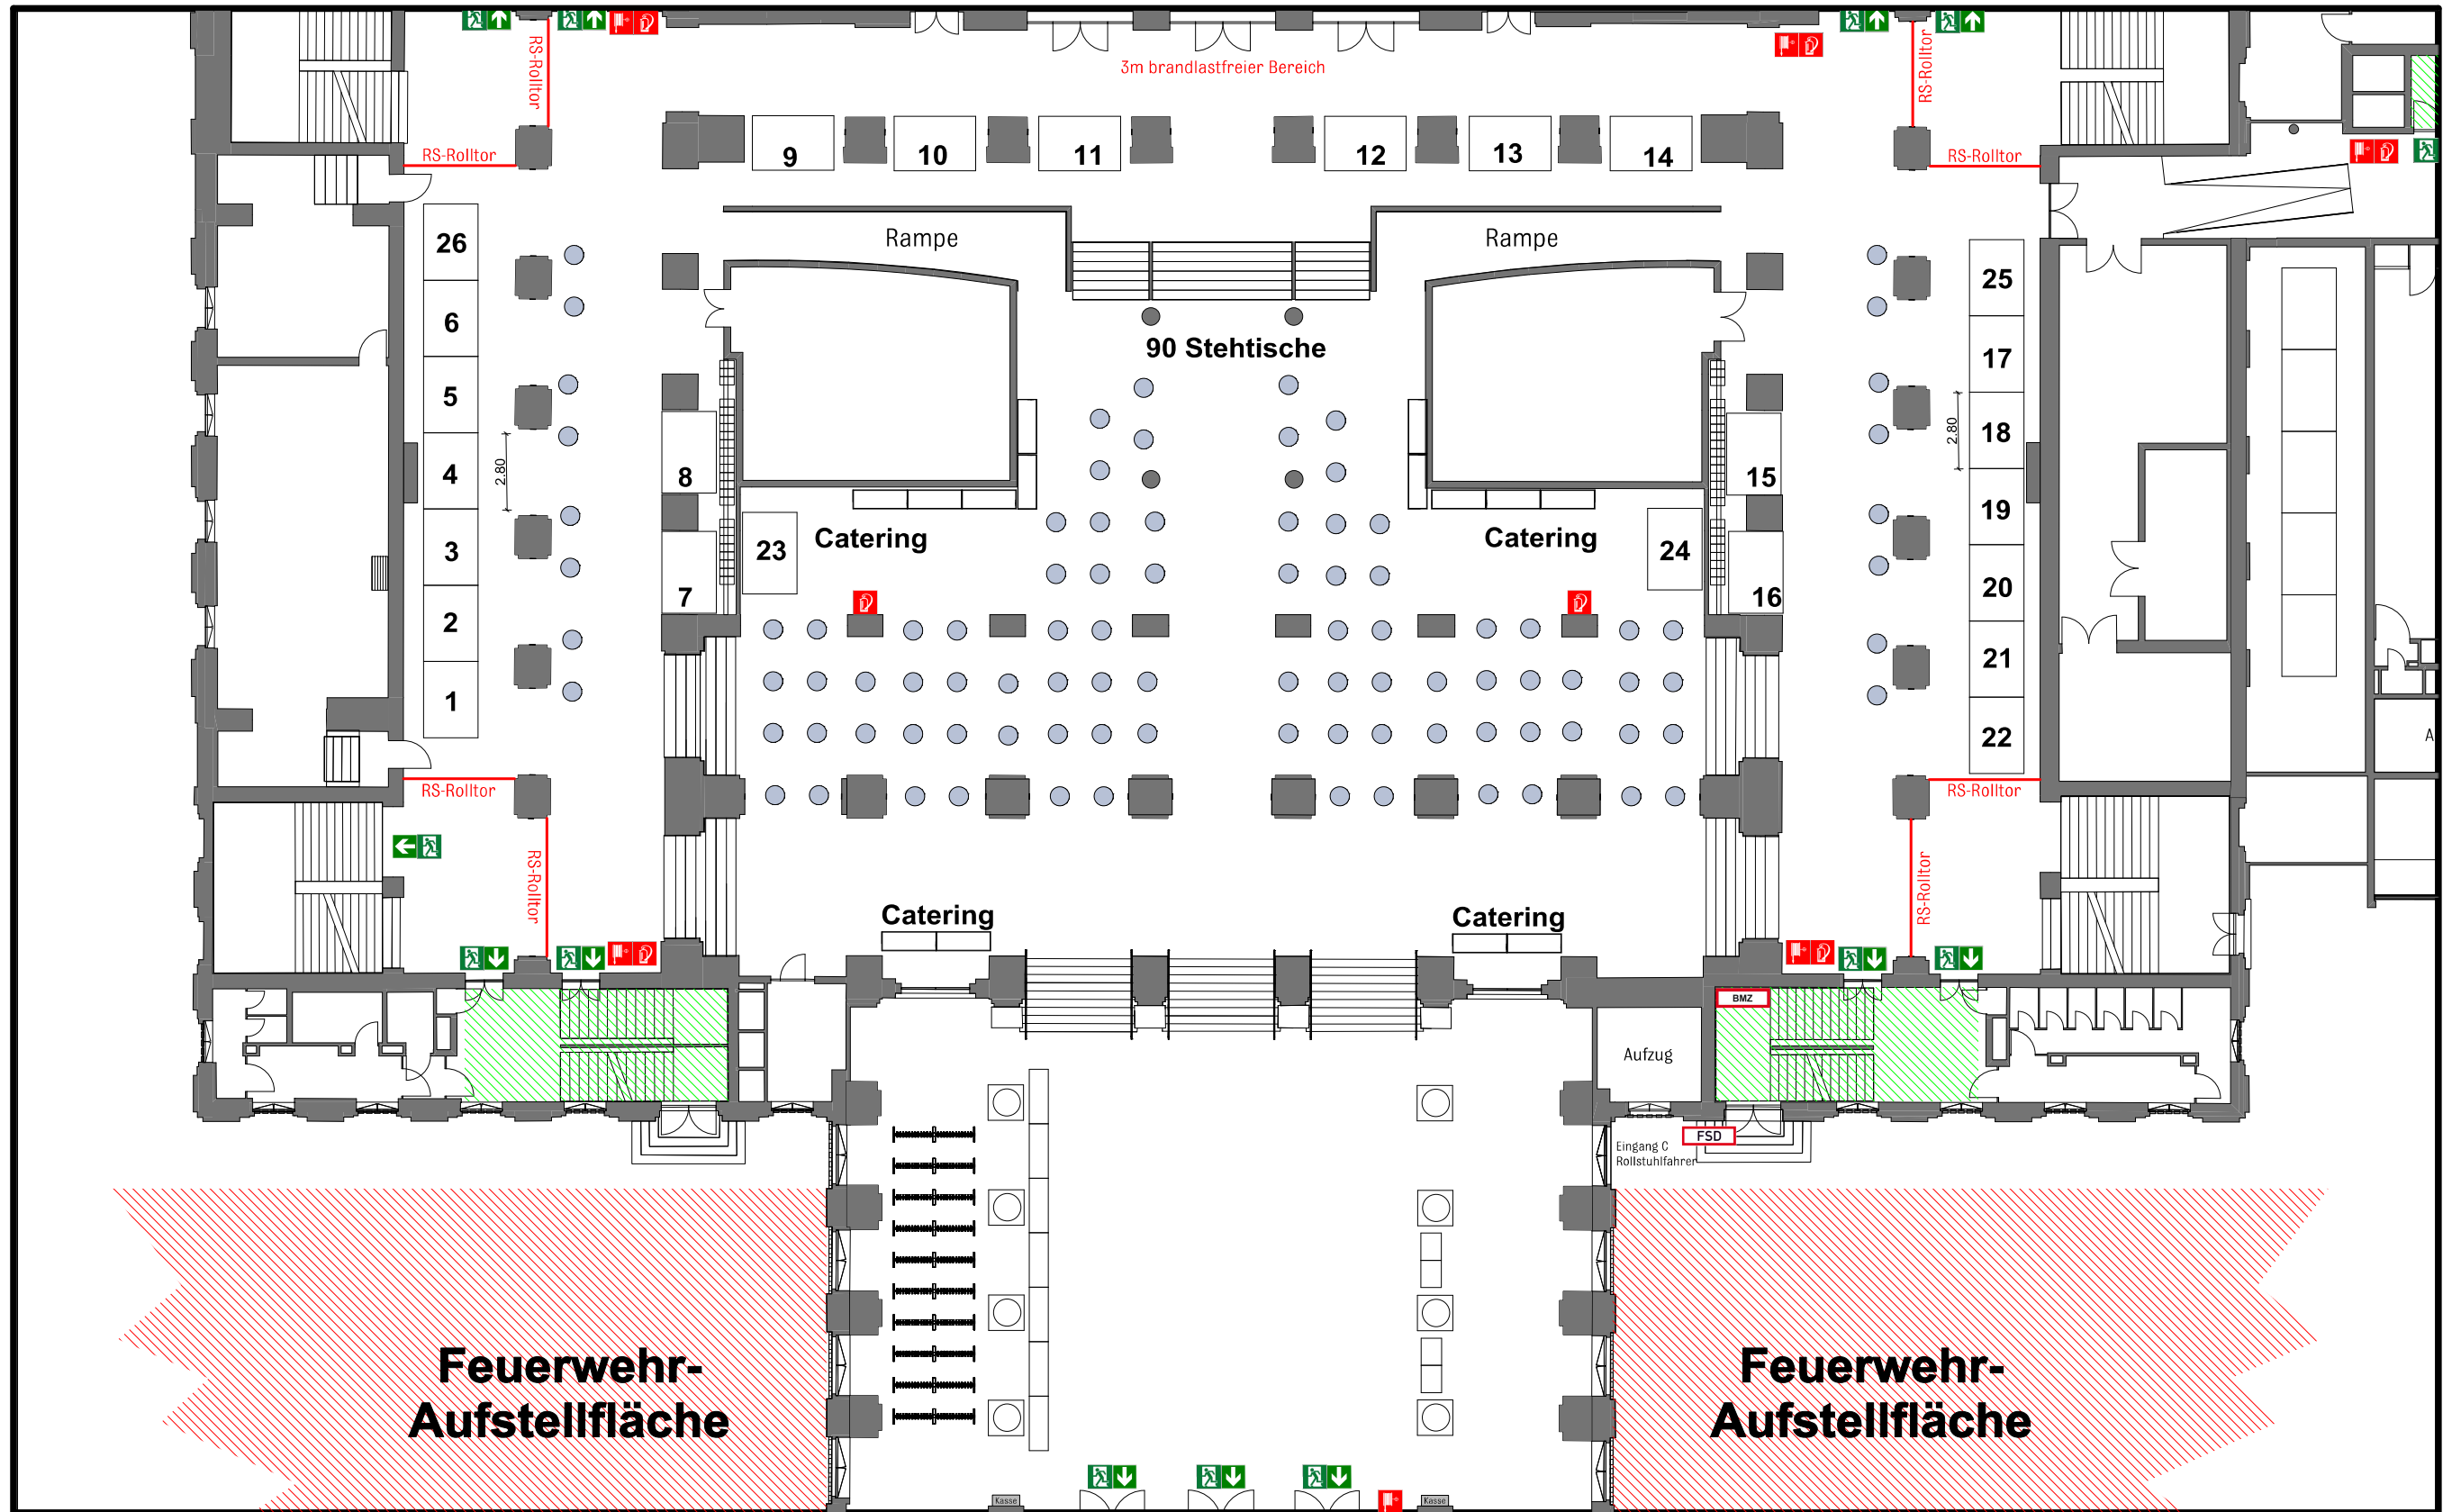 RS-Rolltor
RS-Rolltor
3m brandlastfreier Bereich
RS-Rolltor
RS-Rolltor
9
10
11
12
13
14
Rampe
Rampe
26
6
5
4
3
2
1
2.80
8
7
23
Catering
90 Stehtische
Catering
24
15
16
25
17
18
19
20
21
22
2.80
A
RS-Rolltor
RS-Rolltor
RS-Rolltor
RS-Rolltor
Catering
Catering
BMZ
Aufzug
FSD
Eingang C
Rollstuhlfahrer
Feuerwehr-
Aufstellfläche
Feuerwehr-
Aufstellfläche
Kasse
Kasse